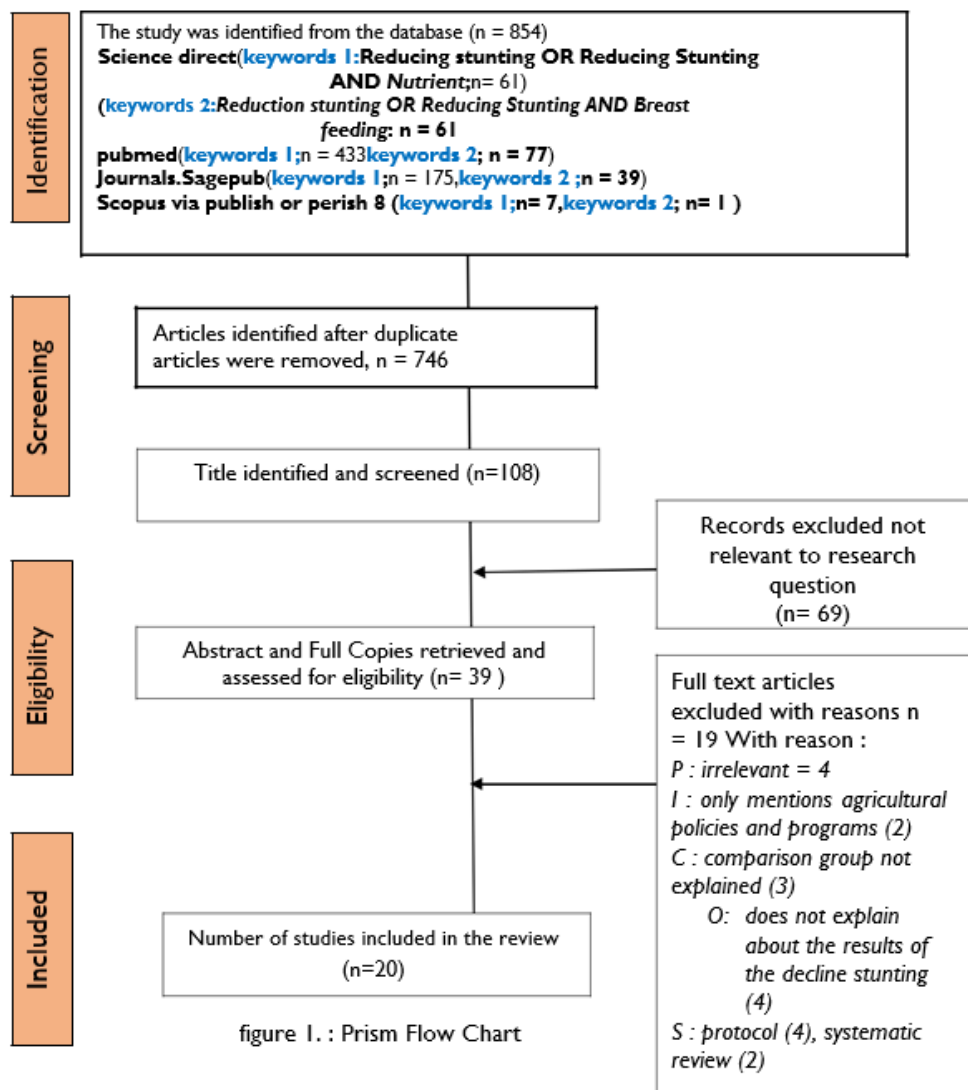 Identification
The study was identified from the database (n = 854)
Science direct(keywords 1:Reducing stunting OR Reducing Stunting
AND Nutrient;n= 61)
(keywords 2:Reduction stunting OR Reducing Stunting AND Breast
feeding: n = 61
pubmed(keywords 1;n = 433keywords 2; n = 77)
Journals.Sagepub(keywords 1;n = 175,keywords 2 ;n = 39)
Scopus via publish or perish 8 (keywords 1;n= 7,keywords 2; n= 1 )
Screening
Articles identified after duplicate
articles were removed, n = 746
Title identified and screened (n=108)
Records excluded not
relevant to research
question
(n= 69)
Eligibility
Abstract and Full Copies retrieved and
assessed for eligibility (n= 39 )
Full text articles
excluded with reasons n
= 19 With reason :
P : irrelevant = 4
I : only mentions agricultural
policies and programs (2)
C : comparison group not
explained (3)
O: does not explain
about the results of
the decline stunting
(4)
S : protocol (4), systematic
review (2)
Included
Number of studies included in the review
(n=20)
figure 1. : Prism Flow Chart